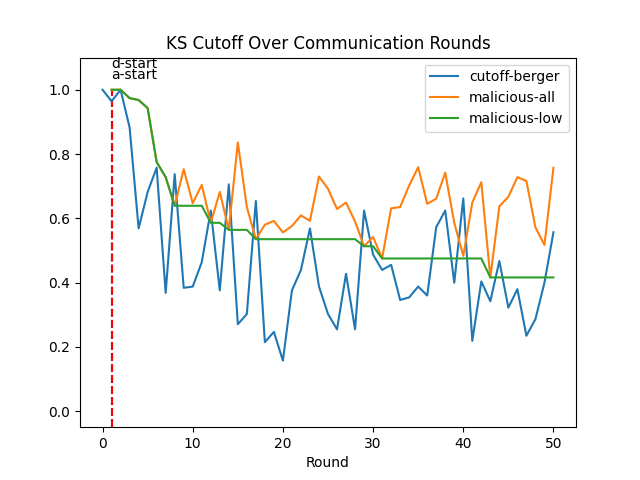 KS Cutoff Over Communication Rounds
d-start
a-start
cutoff-berger
malicious-all
malicious-low
1.0
0.8
0.6
0.4
0.2
0.0
0 10 20 30 40 50
Round